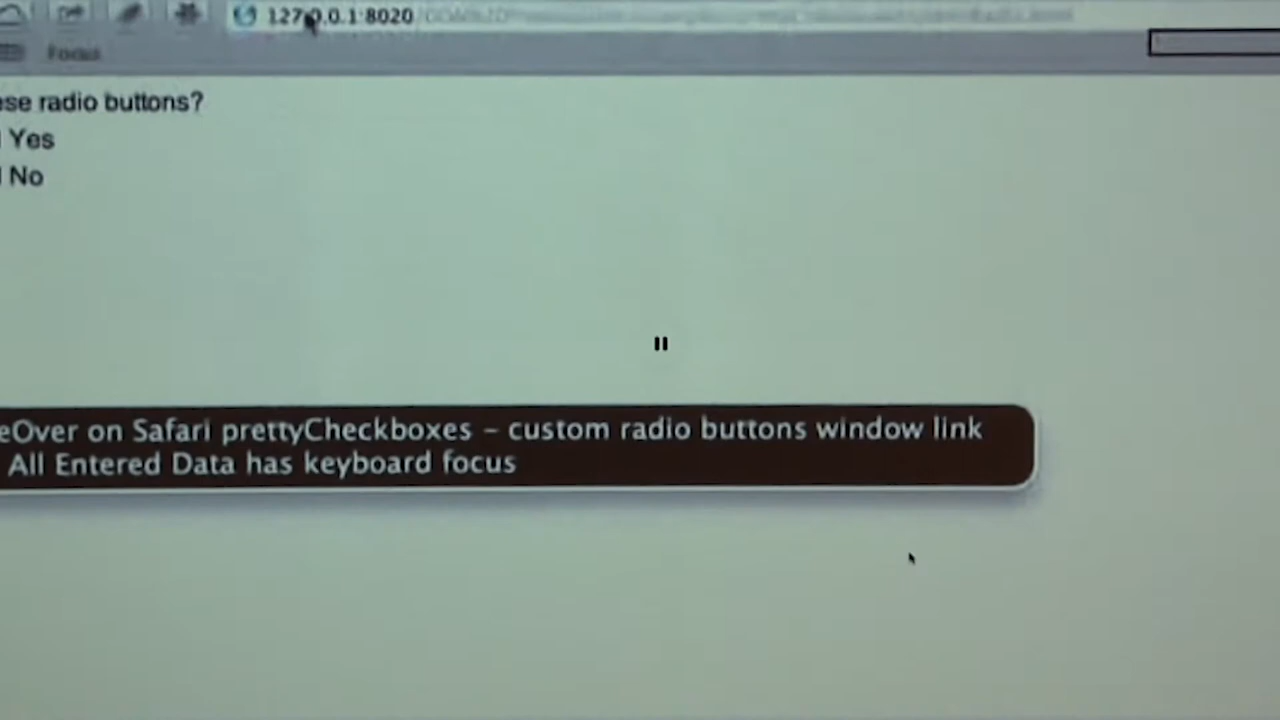 127.0.0.1:8020
Focus
ese radio buttons?
Yes
No
eOver on Safari prettyCheckboxes – custom radio buttons window link
All Entered Data has keyboard focus